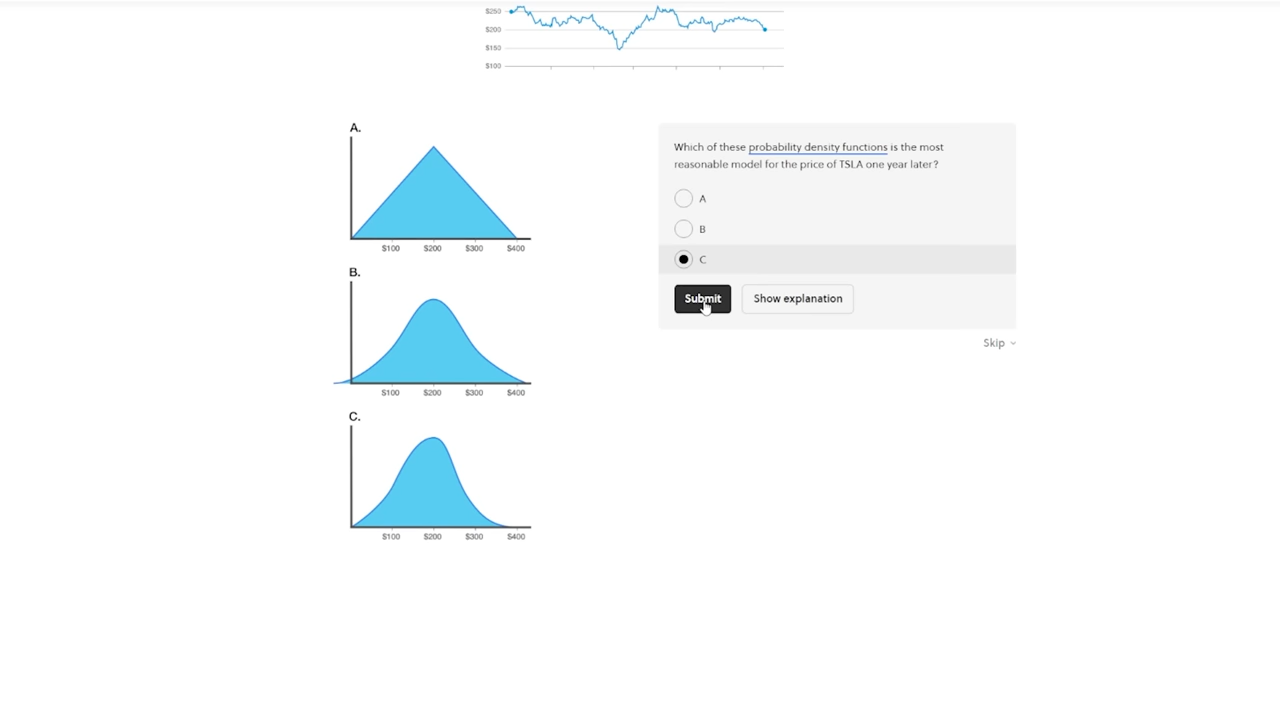 $250
$200
$150
$100
A.
$100 $200 $300 $400
B.
$100 $200 $300 $400
C.
$100 $200 $300 $400
Which of these probability density functions is the most
reasonable model for the price of TSLA one year later?
A
B
C
Submit Show explanation
Skip